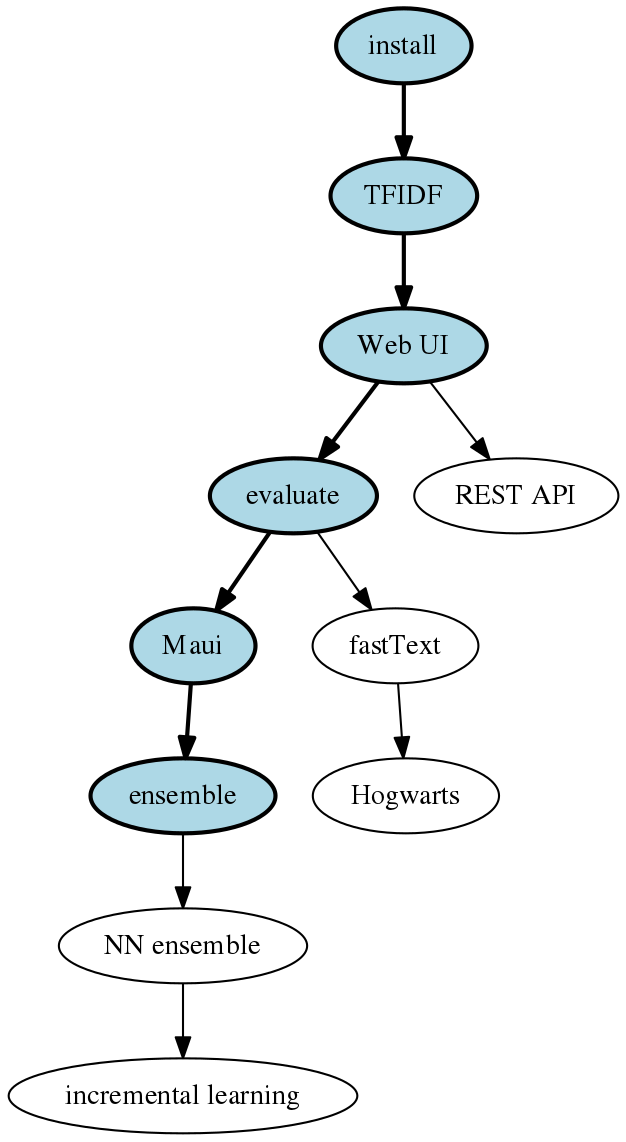 install
TFIDF
Web UI
evaluate
REST API
Maui
fastText
ensemble
Hogwarts
NN ensemble
incremental learning